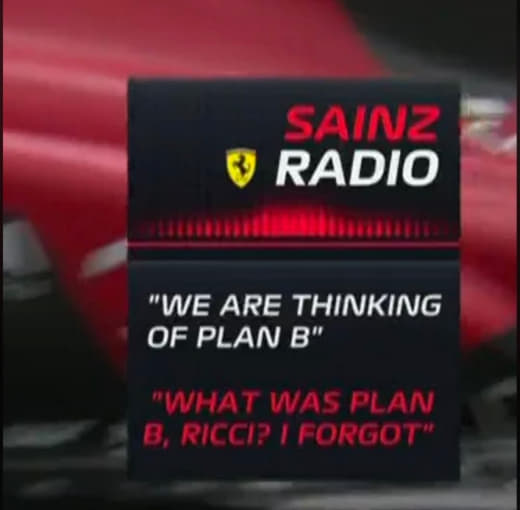 SAINZ
RADIO
"WE ARE THINKING
OF PLAN B"
"WHAT WAS PLAN
B, RICCI? I FORGOT"